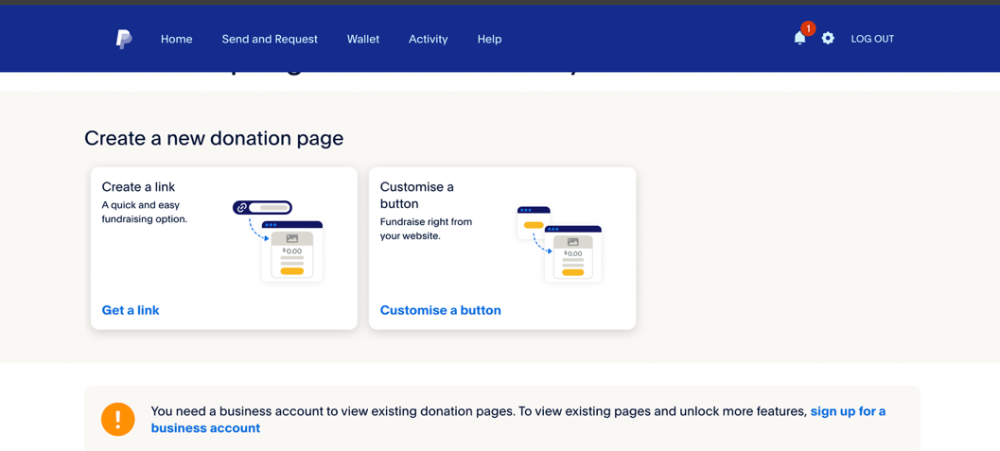 Home Send and Request Wallet Activity Help 1 LOG OUT
Create a new donation page
Create a link
A quick and easy
fundraising option.
$0.00
Get a link
Customise a
button
Fundraise right from
your website.
$0.00
Customise a button
You need a business account to view existing donation pages. To view existing pages and unlock more features, sign up for a
business account